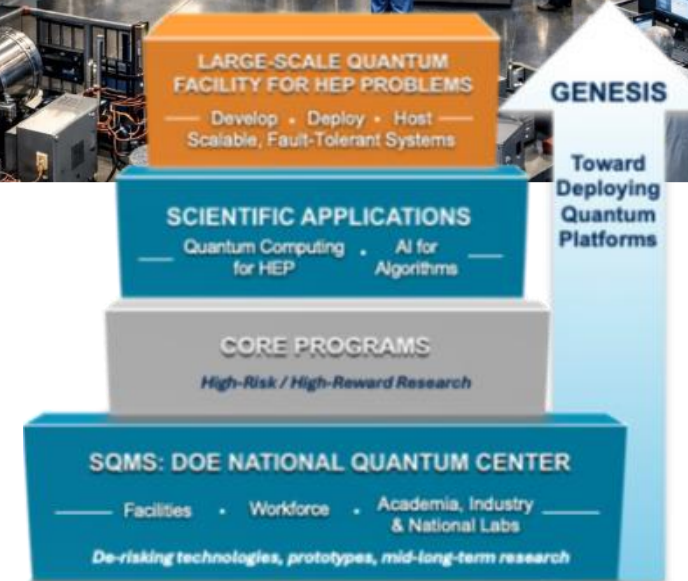 LARGE-SCALE QUANTUM
FACILITY FOR HEP PROBLEMS
Develop • Deploy • Host
Scalable, Fault-Tolerant Systems
GENESIS
Toward
Deploying
Quantum
Platforms
SCIENTIFIC APPLICATIONS
Quantum Computing
for HEP
• AI for
Algorithms
CORE PROGRAMS
High-Risk / High-Reward Research
SQMS: DOE NATIONAL QUANTUM CENTER
Facilities • Workforce • Academia, Industry
& National Labs
De-risking technologies, prototypes, mid-long-term research